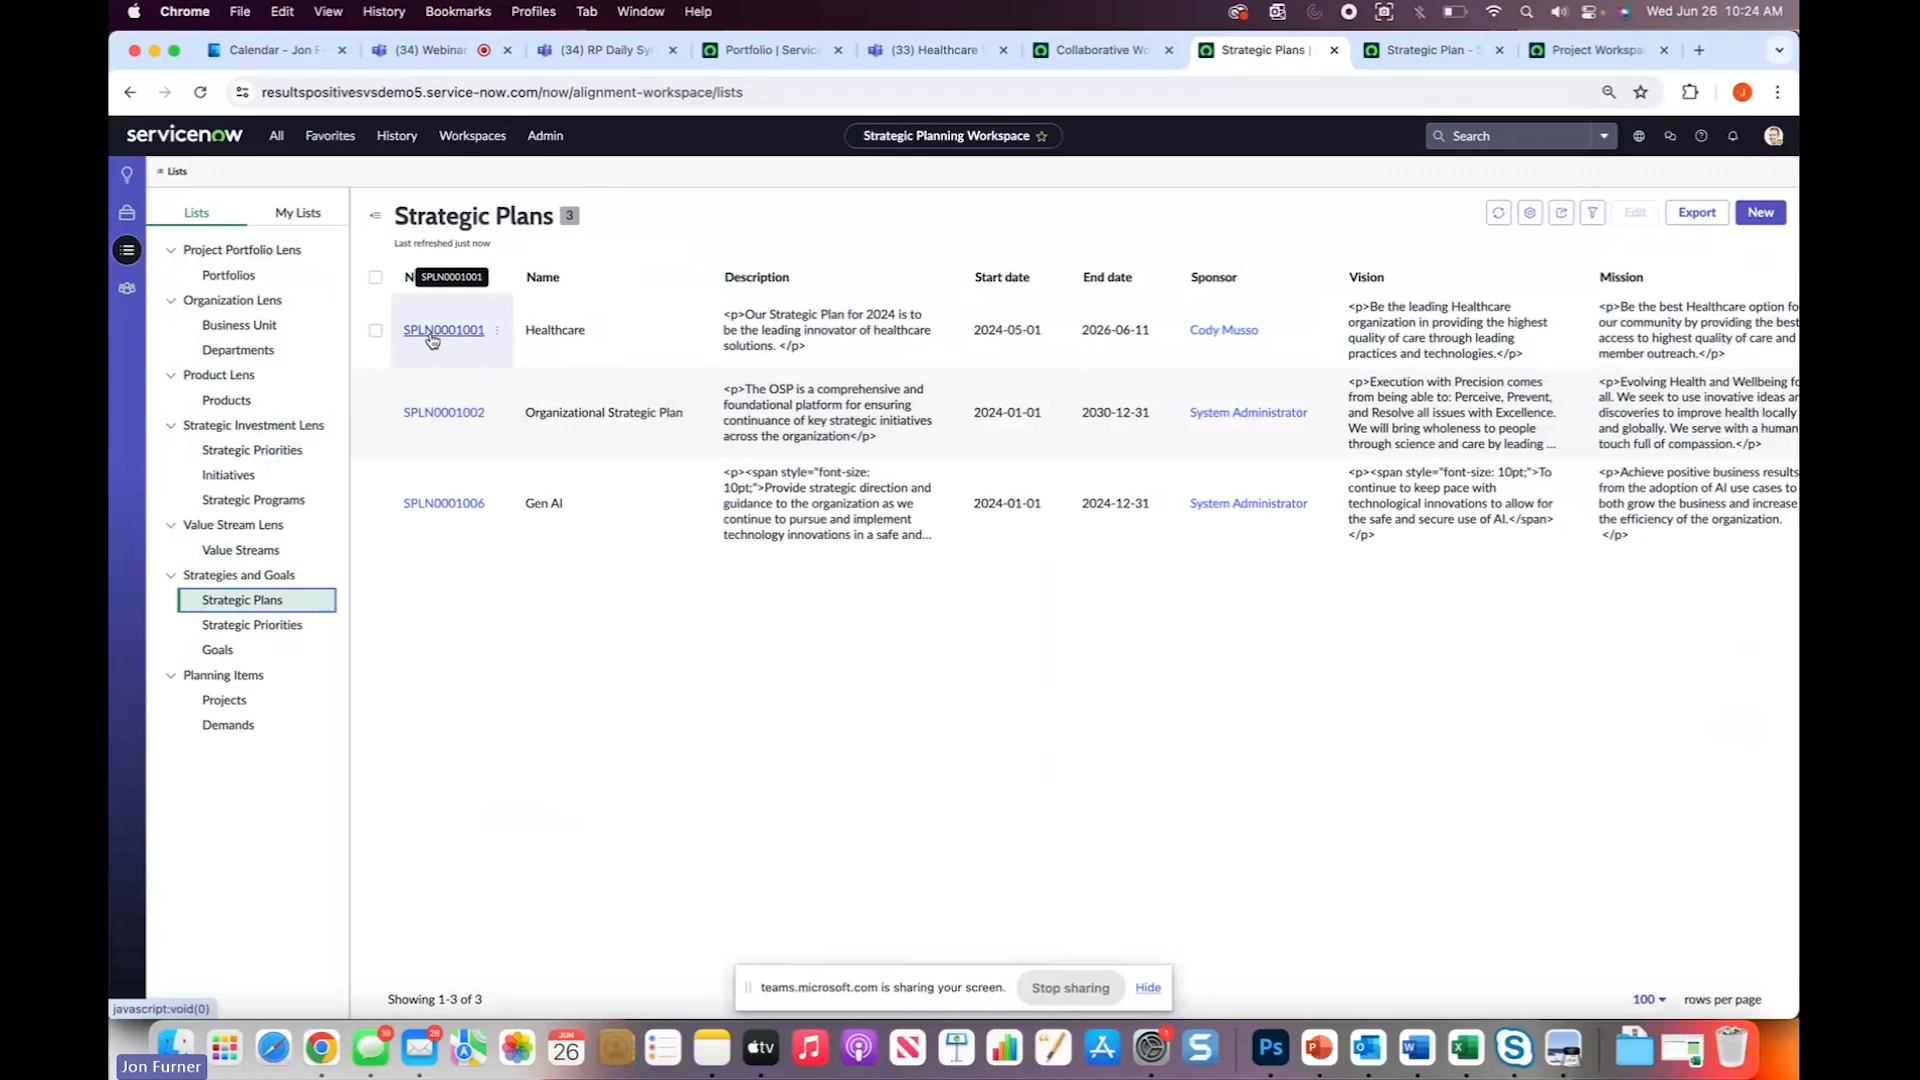 Chrome File Edit View History Bookmarks Profiles Tab Window Help Wed Jun 26 10:24 AM
Calendar - Jon F (34) Webinar (34) RP Daily Sy Portfolio | Service (33) Healthcare Collaborative Wo Strategic Plans | Strategic Plan - S Project Workspa
resultspositivesvsdemo5.service-now.com/now/alignment-workspace/lists J
servicenow All Favorites History Workspaces Admin Strategic Planning Workspace Search
Lists
Lists My Lists
Project Portfolio Lens
Portfolios
Organization Lens
Business Unit
Departments
Product Lens
Products
Strategic Investment Lens
Strategic Priorities
Initiatives
Strategic Programs
Value Stream Lens
Value Streams
Strategies and Goals
Strategic Plans
Strategic Priorities
Goals
Planning Items
Projects
Demands
Strategic Plans 3
Last refreshed just now
Edit Export New
SPLN0001001 Name Description Start date End date Sponsor Vision Mission
SPLN0001001
Healthcare
<p>Our Strategic Plan for 2024 is to
be the leading innovator of healthcare
solutions. </p>
2024-05-01
2026-06-11
Cody Musso
<p>Be the leading Healthcare
organization in providing the highest
quality of care through leading
practices and technologies.</p>
<p>Be the best Healthcare option fo
our community by providing the best
access to highest quality of care and
member outreach.</p>
SPLN0001002
Organizational Strategic Plan
<p>The OSP is a comprehensive and
foundational platform for ensuring
continuance of key strategic initiatives
across the organization</p>
2024-01-01
2030-12-31
System Administrator
<p>Execution with Precision comes
from being able to: Perceive, Prevent,
and Resolve all issues with Excellence.
We will bring wholeness to people
through science and care by leading ...
<p>Evolving Health and Wellbeing fo
all. We seek to use inovative ideas a
discoveries to improve health locally
and globally. We serve with a human
touch full of compassion.</p>
SPLN0001006
Gen AI
<p><span style="font-size:
10pt;">Provide strategic direction and
guidance to the organization as we
continue to pursue and implement
technology innovations in a safe and...
2024-01-01
2024-12-31
System Administrator
<p><span style="font-size: 10pt;">To
continue to keep pace with
technological innovations to allow for
the safe and secure use of AI.</span>
</p>
<p>Achieve positive business results
from the adoption of AI use cases to
both grow the business and increase
the efficiency of the organization.
</p>
teams.microsoft.com is sharing your screen. Stop sharing Hide
Showing 1-3 of 3 100 rows per page
javascript:void(0)
19 28 JUN 26 tv 1 Ps
Jon Furner